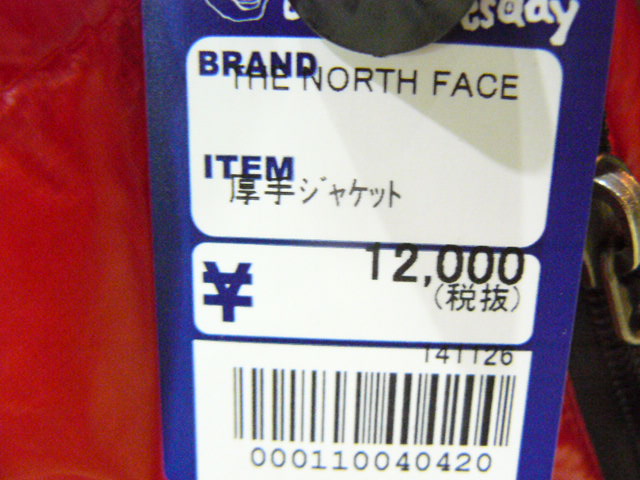 BRAND
THE NORTH FACE
ITEM
厚手ジャケット
¥ 12,000
(税抜)
141126
000110040420